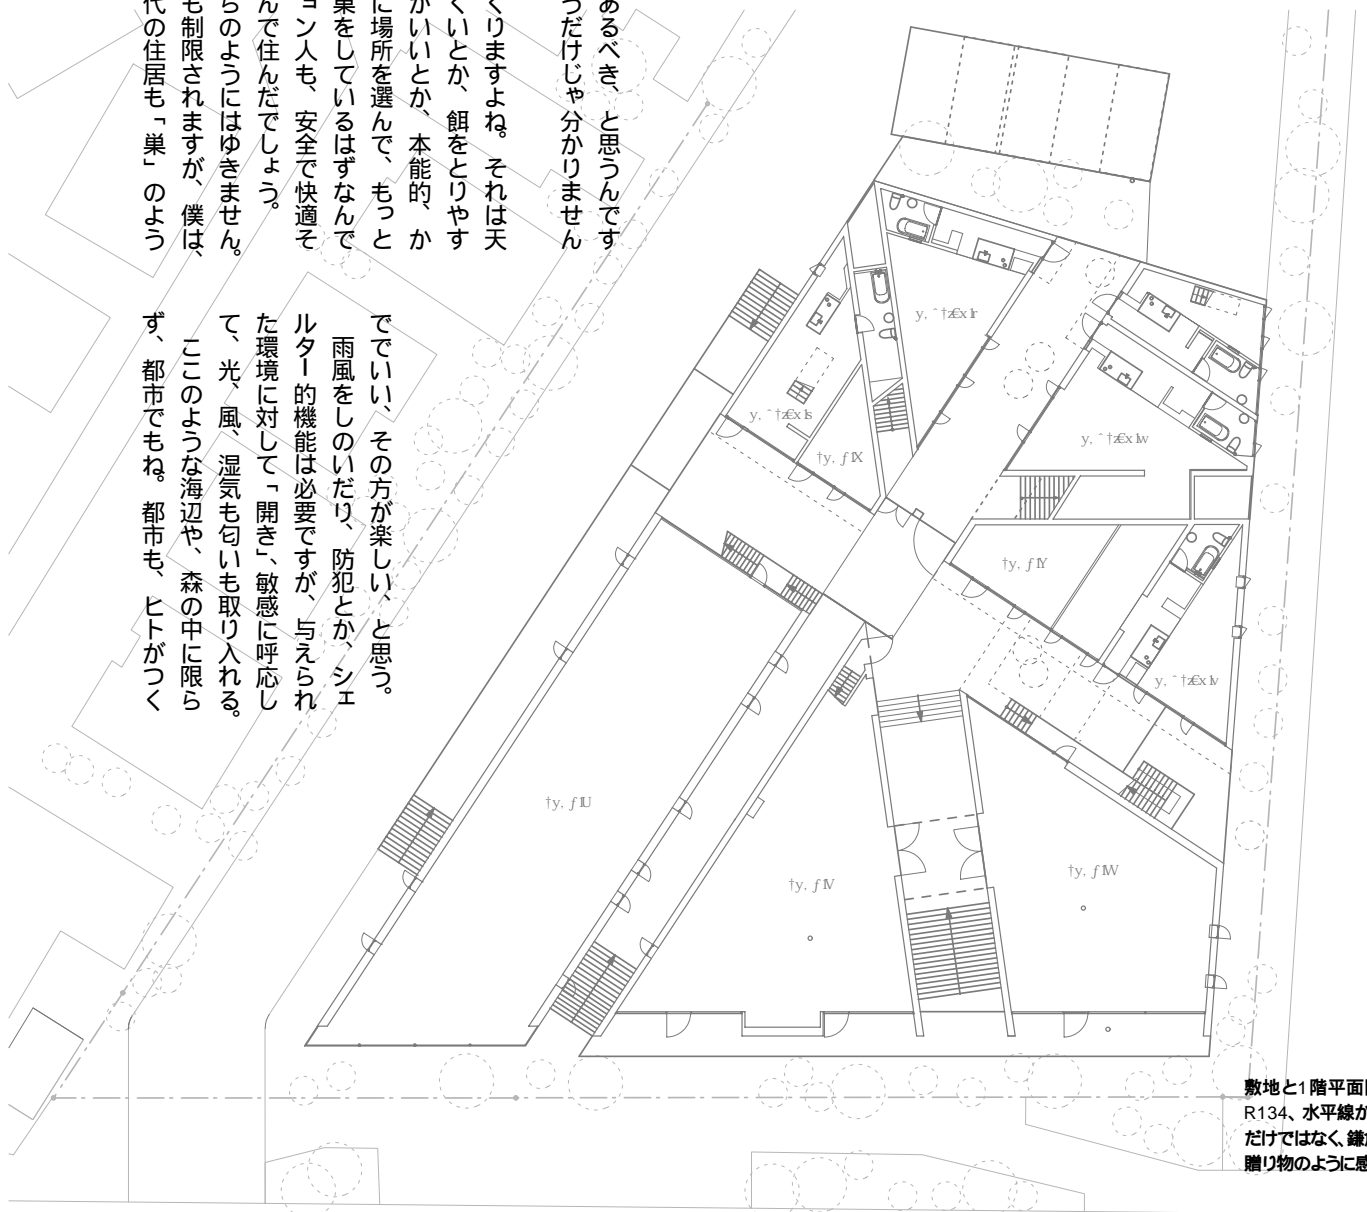 あるべき、と思うんです
うだけじゃ分かりません
くりますよね。それは天
くいとか、餌をとりやす
がいいとか、本能的、か
に場所を選んで、もっと
巣をしているはずなんで
ョン人も、安全で快適そ
んで住んだでしょう。
ちのようにはゆきません。
も制限されますが、僕は、
代の住居も「巣」のよう
でいい、その方が楽しい、と思う。
雨風をしのいだり、防犯とか、シェ
ルター的機能は必要ですが、与えられ
た環境に対して「開き」、敏感に呼応し
て、光、風、湿気も匂いも取り入れる。
ここのような海辺や、森の中に限ら
ず、都市でもね。都市も、ヒトがつく
†y, ƒ1U
†y, ƒ1V
†y, ƒ1W
†y, ƒ1X
†y, ƒ1Y
敷地と1階平面
R134、水平線が
だけではなく、鎌
贈り物のように感